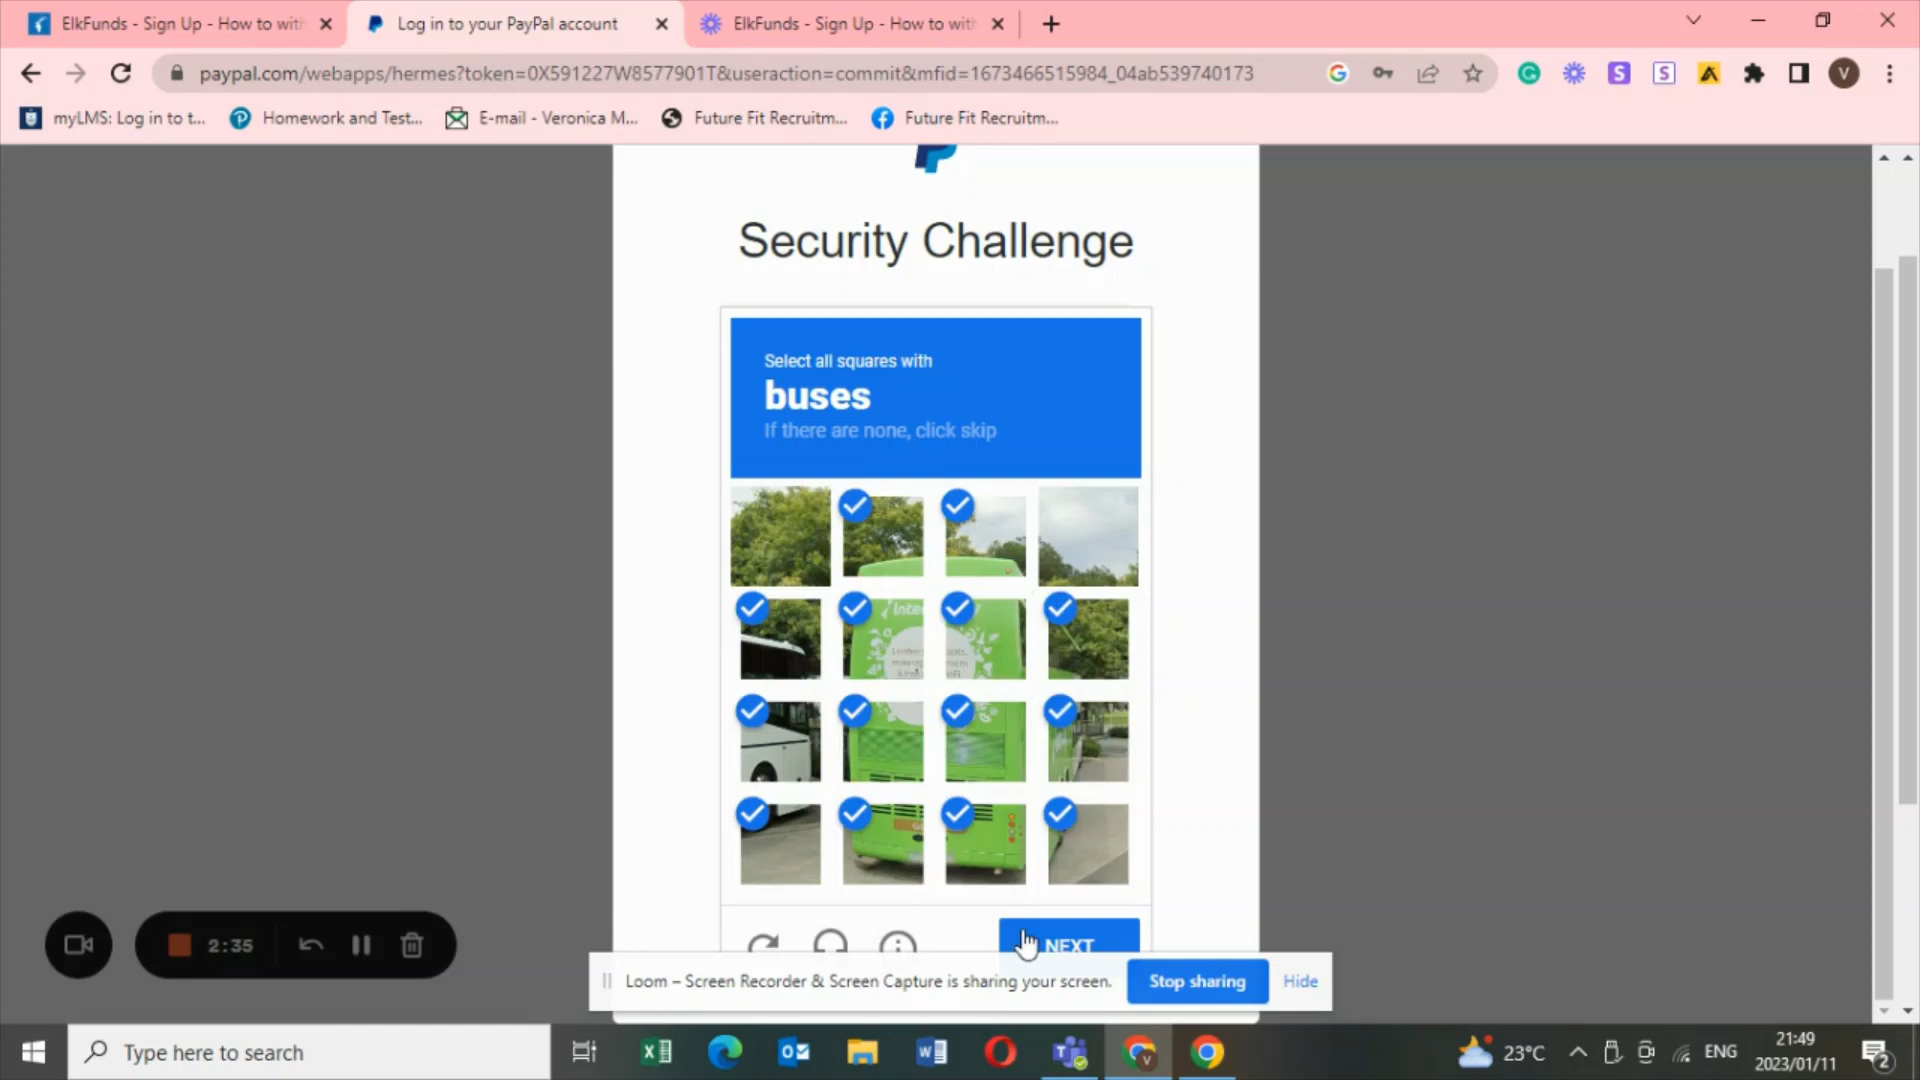 ElkFunds - Sign Up - How to with
Log in to your PayPal account
ElkFunds - Sign Up - How to with
paypal.com/webapps/hermes?token=0X591227W8577901T&useraction=commit&mfid=1673466515984_04ab539740173
V
myLMS: Log in to t...
Homework and Test...
E-mail - Veronica M...
Future Fit Recruitm...
Future Fit Recruitm...
Security Challenge
Select all squares with
buses
If there are none, click skip
NEXT
2:35
Loom – Screen Recorder & Screen Capture is sharing your screen.
Stop sharing
Hide
Type here to search
23°C
ENG
21:49
2023/01/11
2